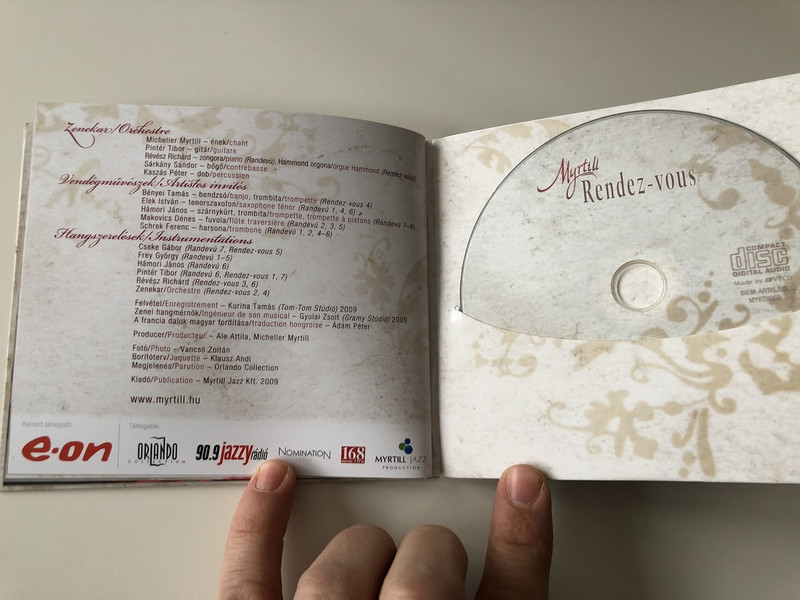 Zenekar/Orchestre
Micheller Myrtill – ének/chant
Pintér Tibor – gitár/guitare
Révész Richárd – zongora/piano (Randevú), Hammond orgona/orgue Hammond (Rendez-vous)
Sárkány Sándor – bőgő/contrebasse
Kaszás Péter – dob/percussion
Vendégművészek/Artistes invités
Bényei Tamás – bendzsó/banjo, trombita/trompette (Rendez-vous 4)
Elek István – tenorszaxofon/saxophone ténor (Randevú 1, 4, 6)
Hámori János – szárnykürt, trombita/trompette, trompette à pistons (Randevú 1–6)
Makovics Dénes – fuvola/flûte traversière (Randevú 2, 3, 5)
Schrek Ferenc – harsona/trombone (Randevú 1, 2, 4–6)
Hangszerelések/Instrumentations
Cseke Gábor (Randevú 7, Rendez-vous 5)
Frey György (Randevú 1–5)
Hámori János (Randevú 6)
Pintér Tibor (Randevú 6, Rendez-vous 1, 7)
Révész Richárd (Rendez-vous 3, 6)
Zenekar/Orchestre (Rendez-vous 2, 4)
Felvétel/Enregistrement – Kurina Tamás (Tom-Tom Stúdió) 2009
Zenei hangmérnök/Ingénieur de son musical – Gyulai Zsolt (Gramy Stúdió) 2009
A francia dalok magyar fordítása/traduction hongroise – Ádám Péter
Producer/Producteur – Ale Attila, Micheller Myrtill
Fotó/Photo – Vancsó Zoltán
Borítóterv/Jaquette – Klausz Andi
Megjelenés/Parution – Orlando Collection
Kiadó/Publication – Myrtill Jazz Kft. 2009
www.myrtill.hu
Kiemelt támogató:
Támogatók:
e·on
ORLANDO
COLLECTION
90.9 jazzy rádió
NOMINATION
168
MYRTILL JAZZ
PRODUCTION
Myrtill
Rendez-vous
COMPACT
disc
DIGITAL AUDIO
Made by